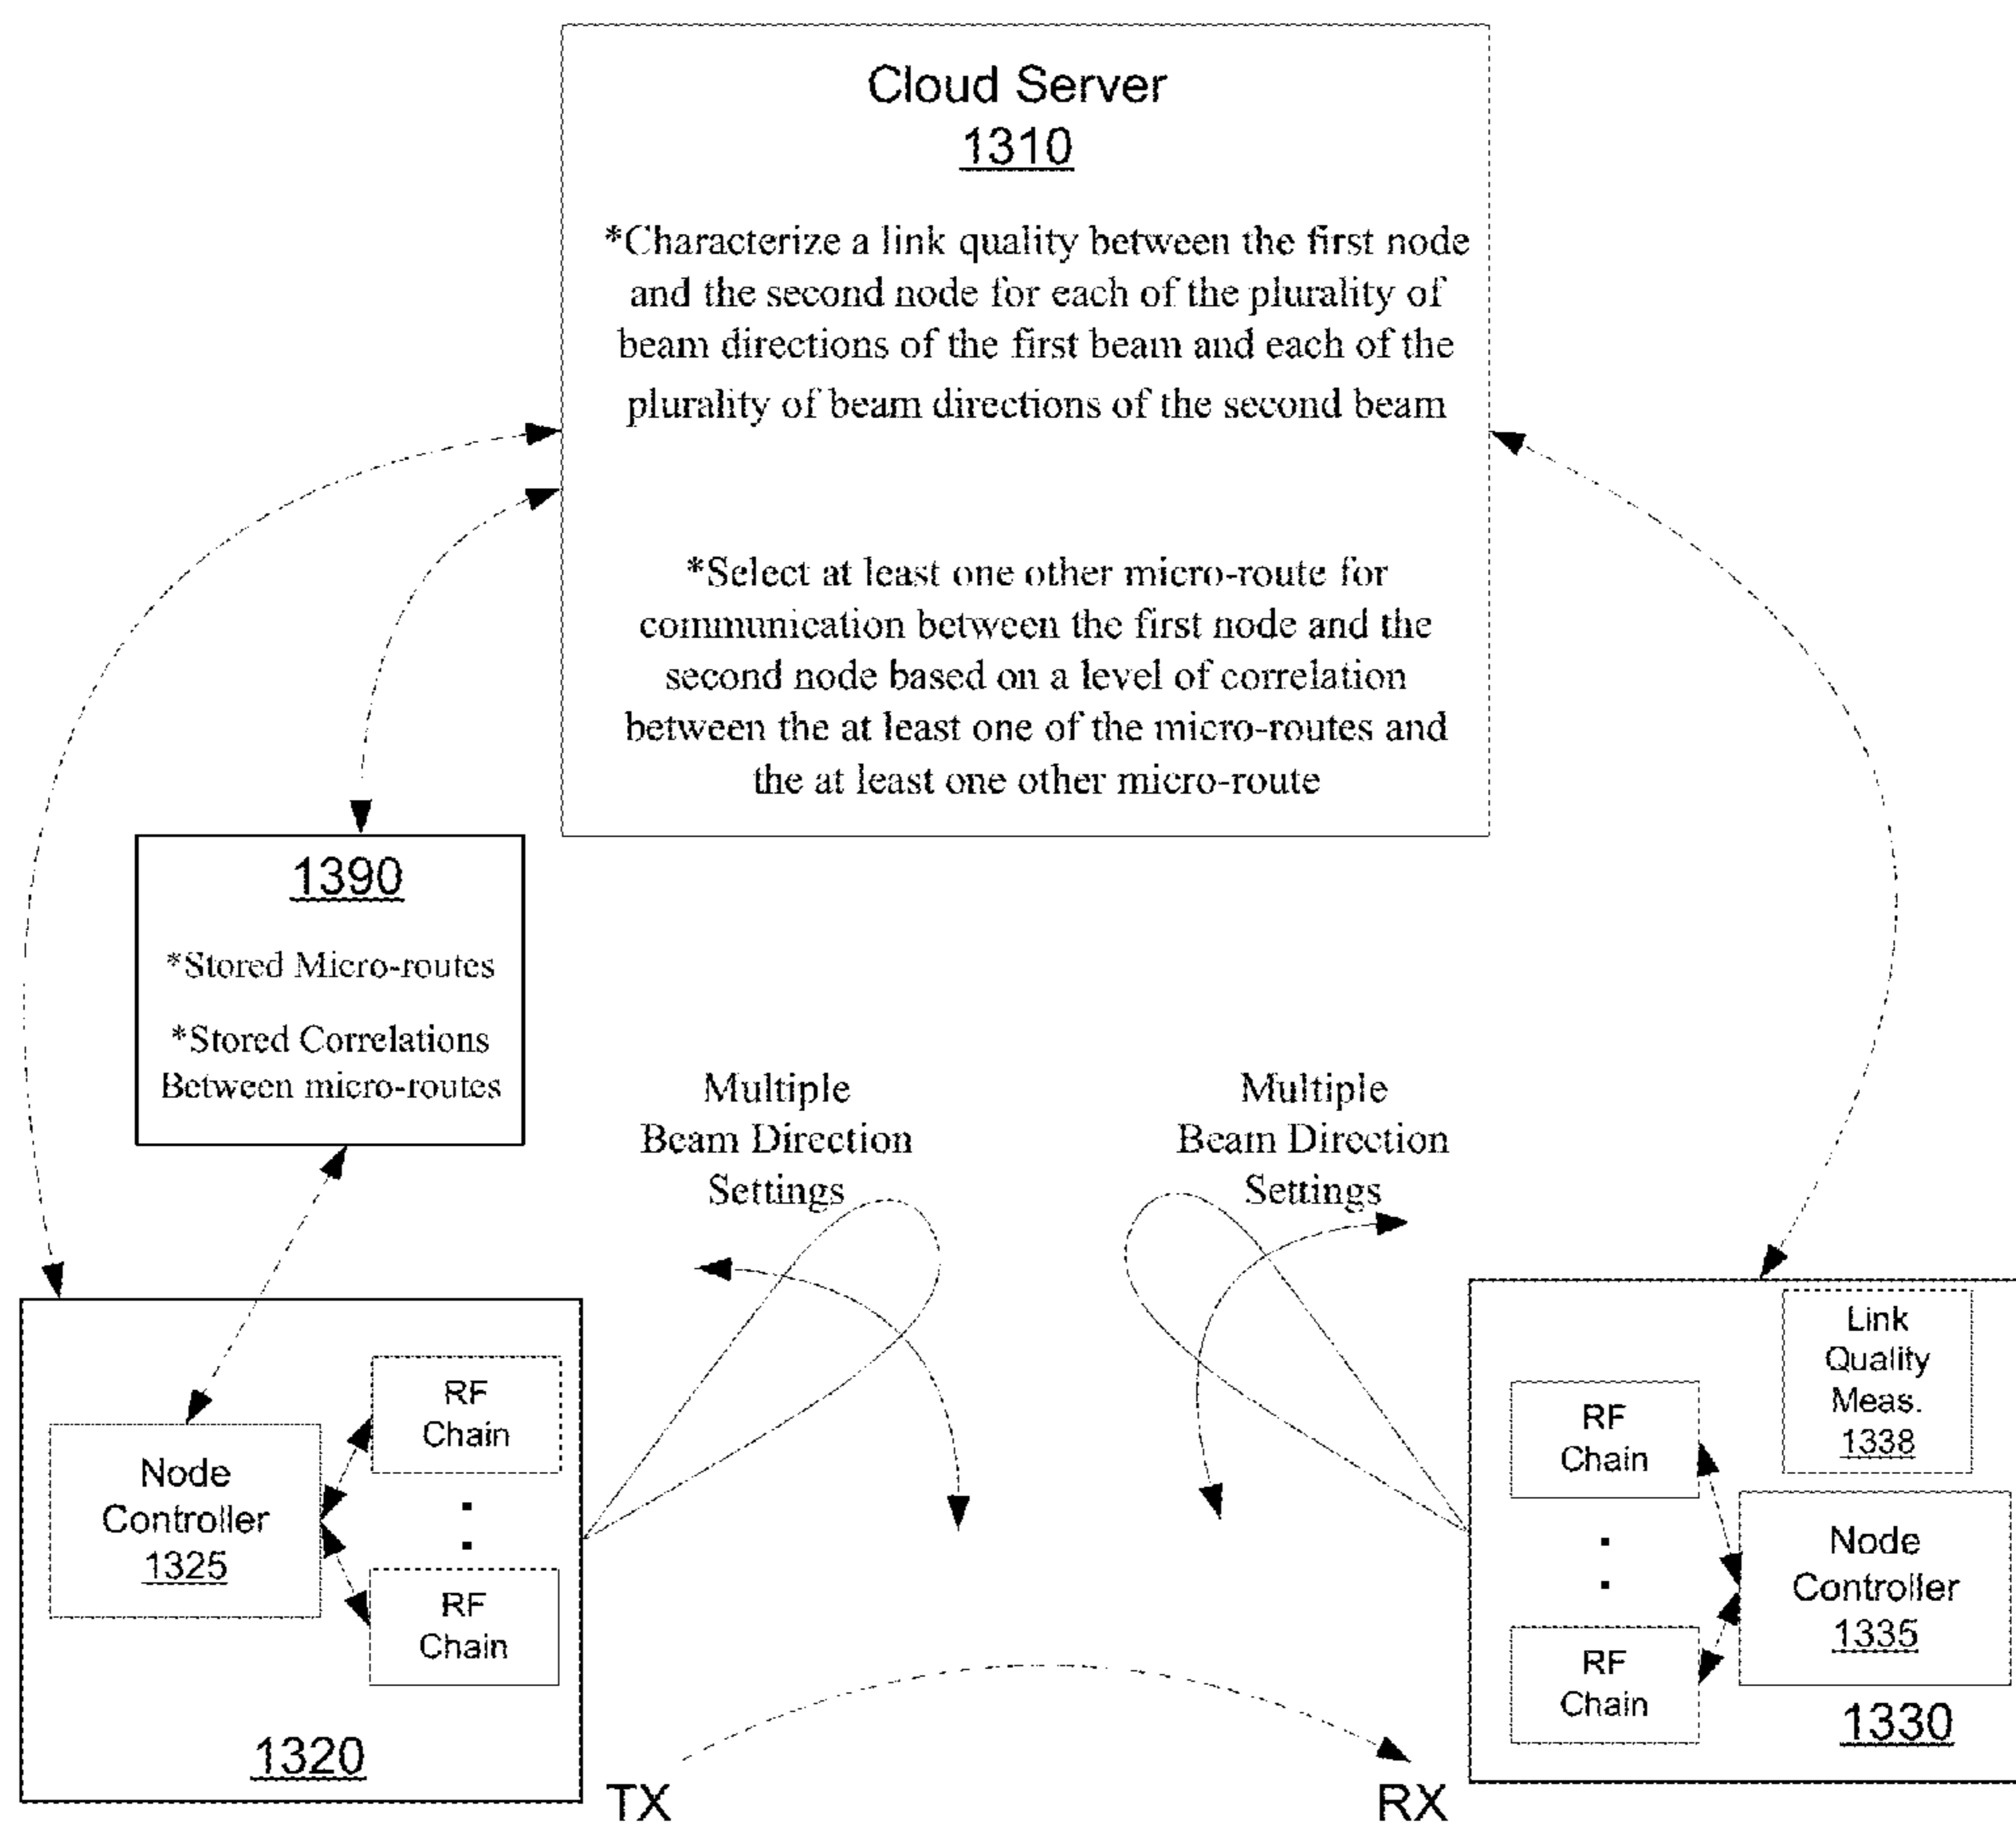 Cloud Server
1310
*Characterize a link quality between the first node
and the second node for each of the plurality of
beam directions of the first beam and each of the
plurality of beam directions of the second beam
*Select at least one other micro-route for
communication between the first node and the
second node based on a level of correlation
between the at least one of the micro-routes and
the at least one other micro-route
1390
*Stored Micro-routes
*Stored Correlations
Between micro-routes
Multiple
Beam Direction
Settings
Multiple
Beam Direction
Settings
Node
Controller
1325
RF
Chain
RF
Chain
1320
TX
RX
RF
Chain
RF
Chain
Link
Quality
Meas.
1338
Node
Controller
1335
1330